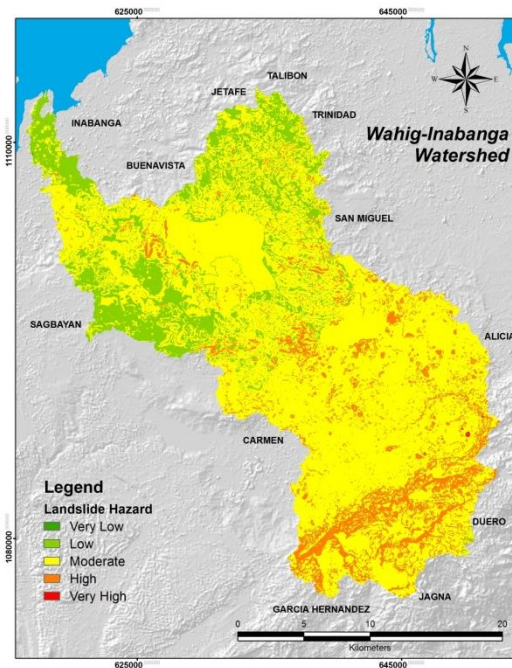 625000
645000
N
W
E
S
TALIBON
JETAFE
TRINIDAD
INABANGA
1110000
1110000
Wahig-Inabanga
Watershed
BUENAVISTA
SAN MIGUEL
SAGBAYAN
ALICIA
CARMEN
Legend
Landslide Hazard
Very Low
Low
Moderate
High
Very High
DUERO
1080000
1080000
JAGNA
GARCIA HERNANDEZ
0
5
10
20
Kilometers
625000
645000